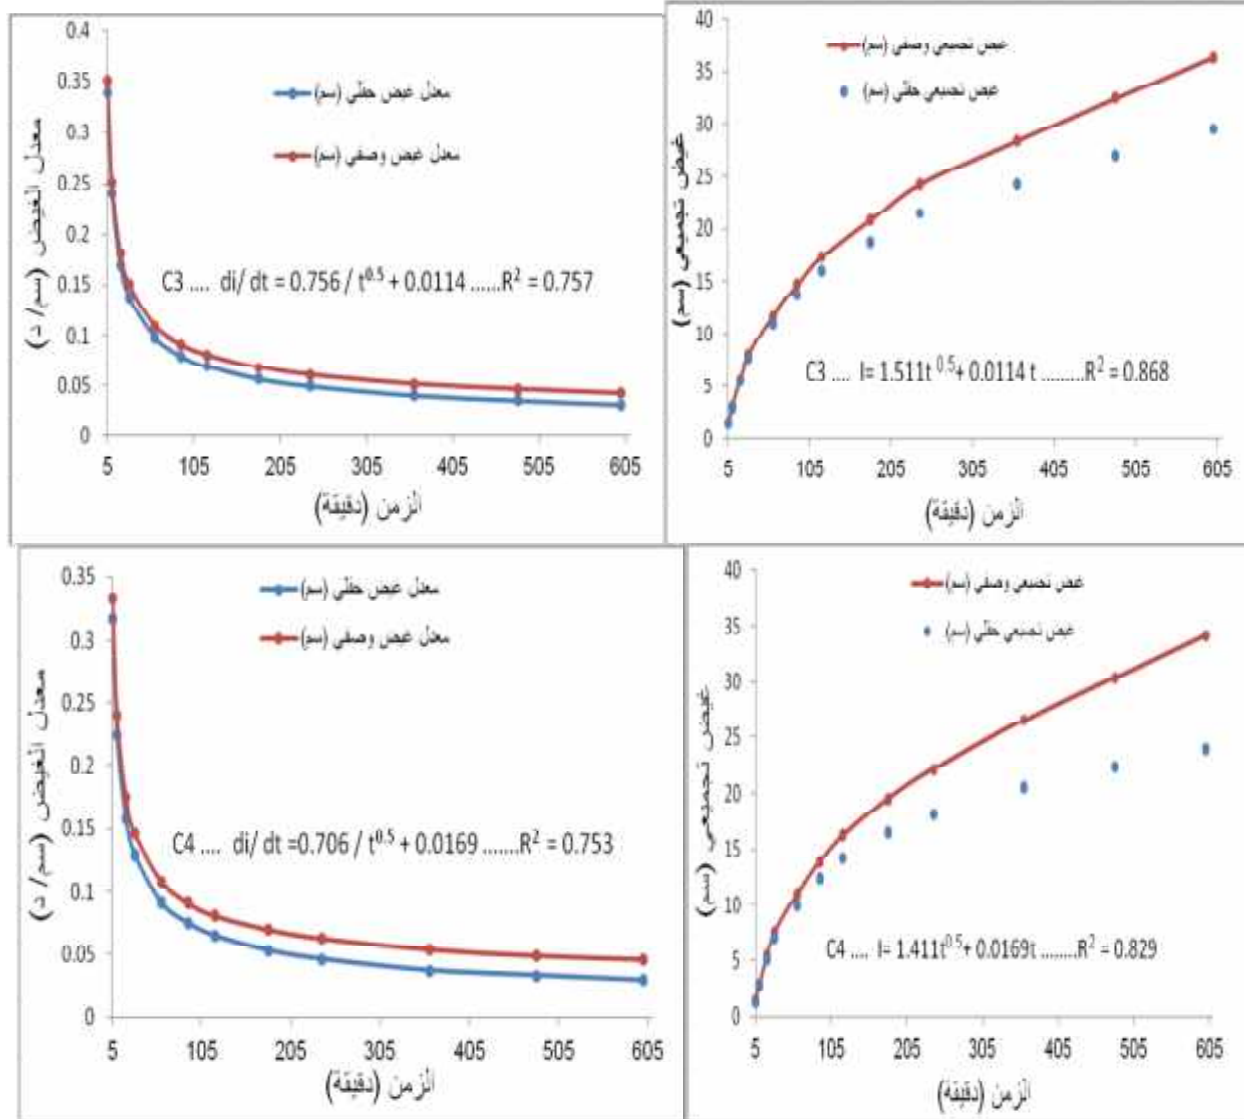 معدل الغيض (سم/ د)
0.4
0.35
0.3
0.25
0.2
0.15
0.1
0.05
0
معدل غيض حقلي (سم)
معدل غيض وصفي (سم)
C3 .... di/ dt = 0.756 / t^0.5 + 0.0114 ......R² = 0.757
5 105 205 305 405 505 605
الزمن (دقيقة)
غيض تجميعي (سم)
40
35
30
25
20
15
10
5
0
غيض تجميعي وصفي (سم)
غيض تجميعي حقلي (سم)
C3 .... I= 1.511t^0.5+ 0.0114 t .........R² = 0.868
5 105 205 305 405 505 605
الزمن (دقيقة)
معدل الغيض (سم/ د)
0.35
0.3
0.25
0.2
0.15
0.1
0.05
0
معدل غيض حقلي (سم)
معدل غيض وصفي (سم)
C4 .... di/ dt =0.706 / t^0.5 + 0.0169 .......R² = 0.753
5 105 205 305 405 505 605
الزمن (دقيقة)
غيض تجميعي (سم)
40
35
30
25
20
15
10
5
0
غيض تجميعي وصفي (سم)
غيض تجميعي حقلي (سم)
C4 .... I= 1.411t^0.5+ 0.0169t .........R² = 0.829
5 105 205 305 405 505 605
الزمن (دقيقة)